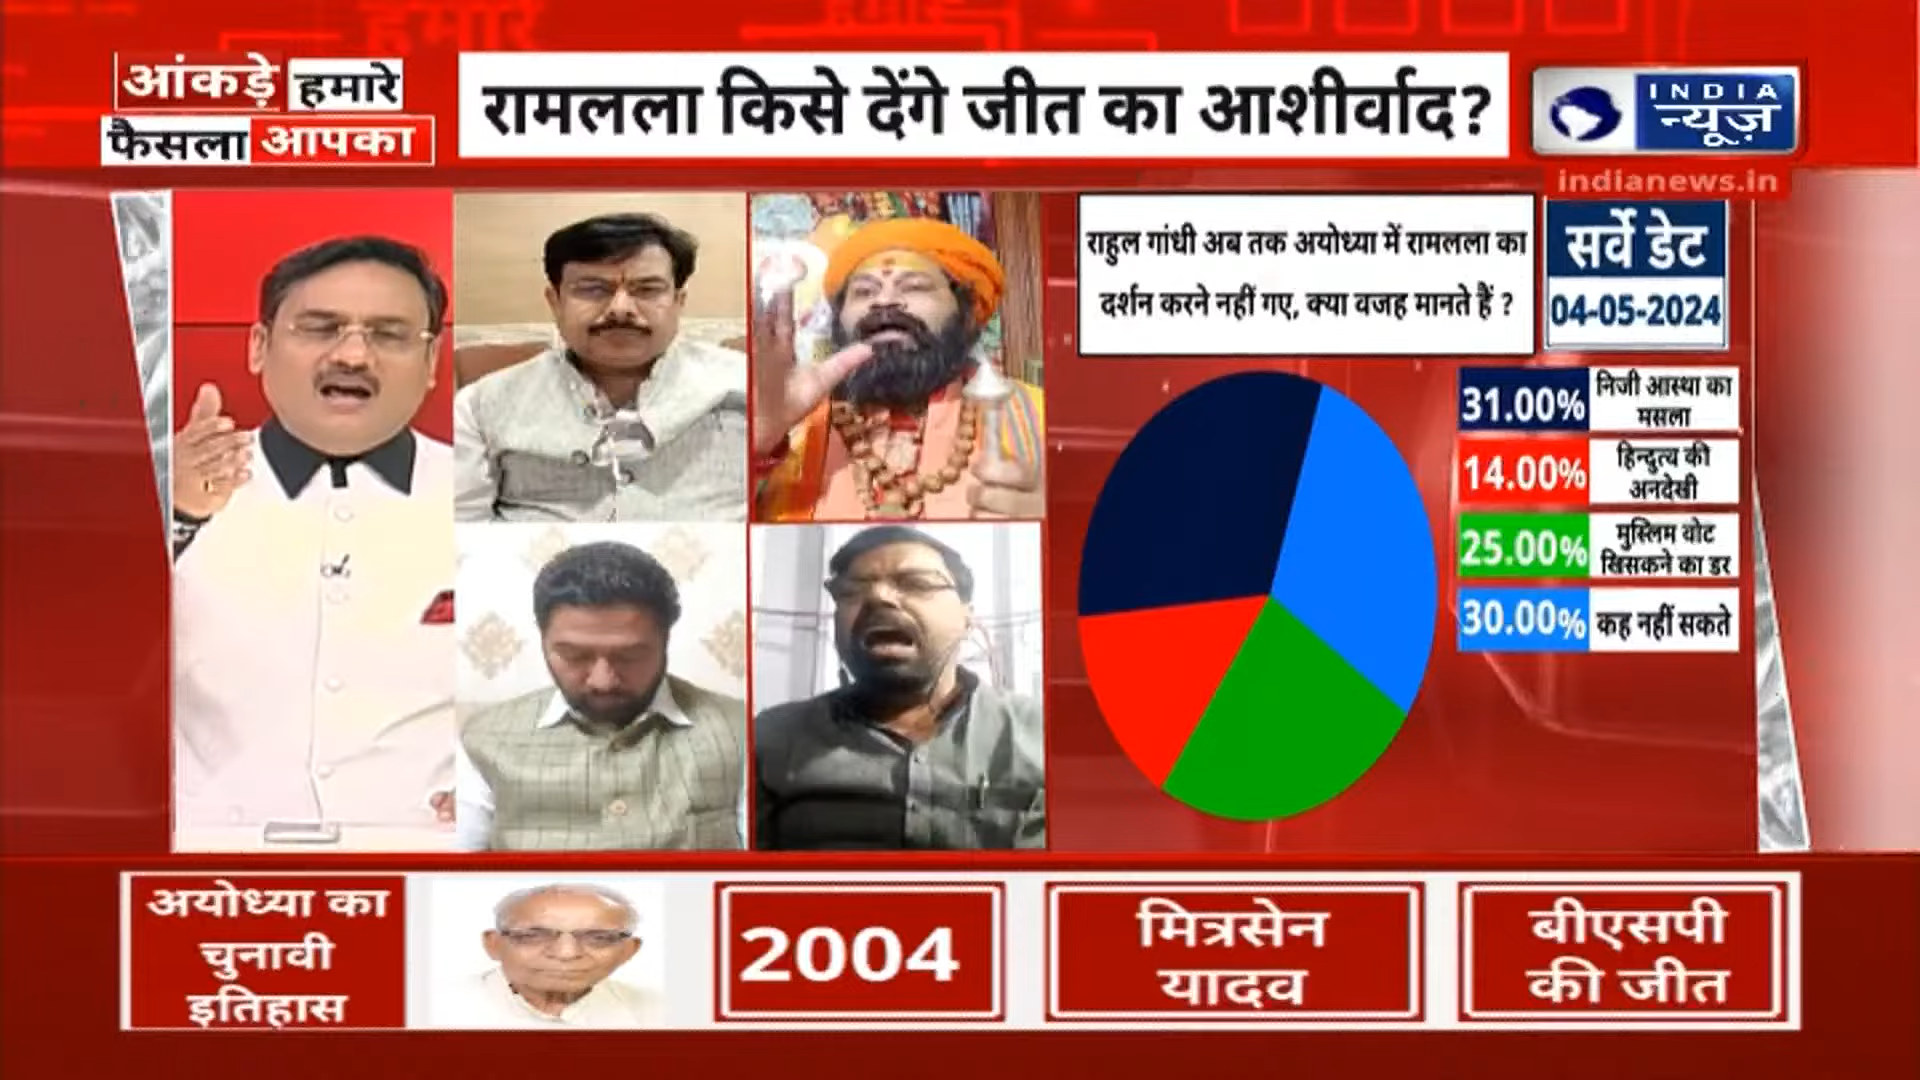 हमारे
हमारे
आंकड़े हमारे
फैसला आपका
रामलला किसे देंगे जीत का आशीर्वाद?
INDIA
न्यूज़
indianews.in
राहुल गांधी अब तक अयोध्या में रामलला का
दर्शन करने नहीं गए, क्या वजह मानते हैं ?
सर्वे डेट
04-05-2024
31.00% निजी आस्था का
मसला
14.00% हिन्दुत्व की
अनदेखी
25.00% मुस्लिम वोट
खिसकने का डर
30.00% कह नहीं सकते
अयोध्या का
चुनावी
इतिहास
2004
मित्रसेन
यादव
बीएसपी
की जीत